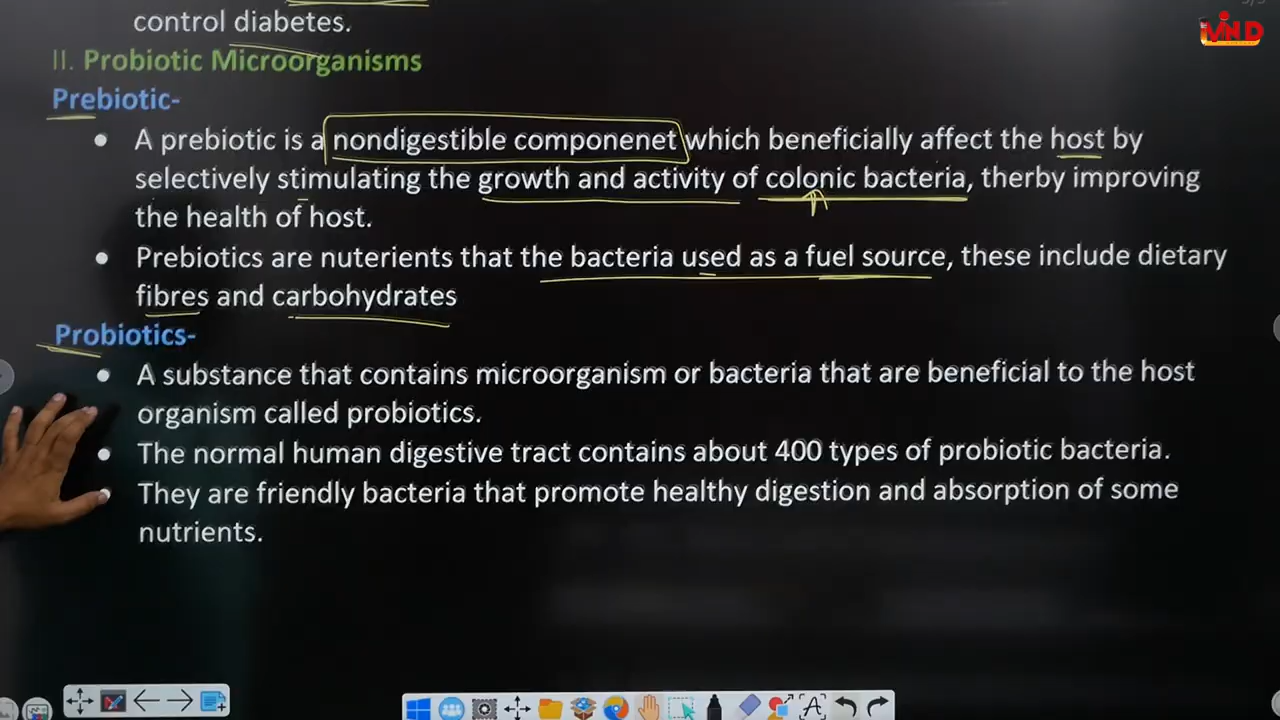 control diabetes.
II. Probiotic Microorganisms
Prebiotic-
• A prebiotic is a nondigestible componenet which beneficially affect the host by
selectively stimulating the growth and activity of colonic bacteria, therby improving
the health of host.
• Prebiotics are nuterients that the bacteria used as a fuel source, these include dietary
fibres and carbohydrates
Probiotics-
• A substance that contains microorganism or bacteria that are beneficial to the host
organism called probiotics.
• The normal human digestive tract contains about 400 types of probiotic bacteria.
• They are friendly bacteria that promote healthy digestion and absorption of some
nutrients.